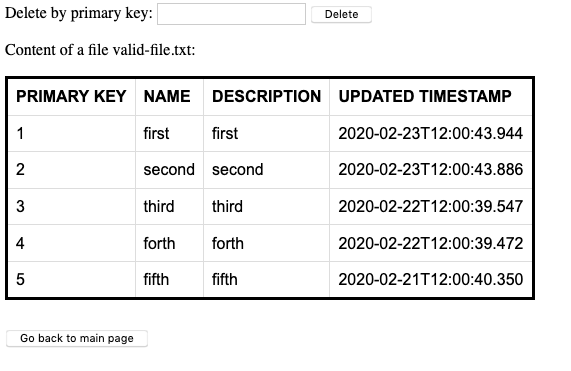 Delete by primary key: Delete
Content of a file valid-file.txt:
PRIMARY KEY NAME DESCRIPTION UPDATED TIMESTAMP
1 first first 2020-02-23T12:00:43.944
2 second second 2020-02-23T12:00:43.886
3 third third 2020-02-22T12:00:39.547
4 forth forth 2020-02-22T12:00:39.472
5 fifth fifth 2020-02-21T12:00:40.350
Go back to main page